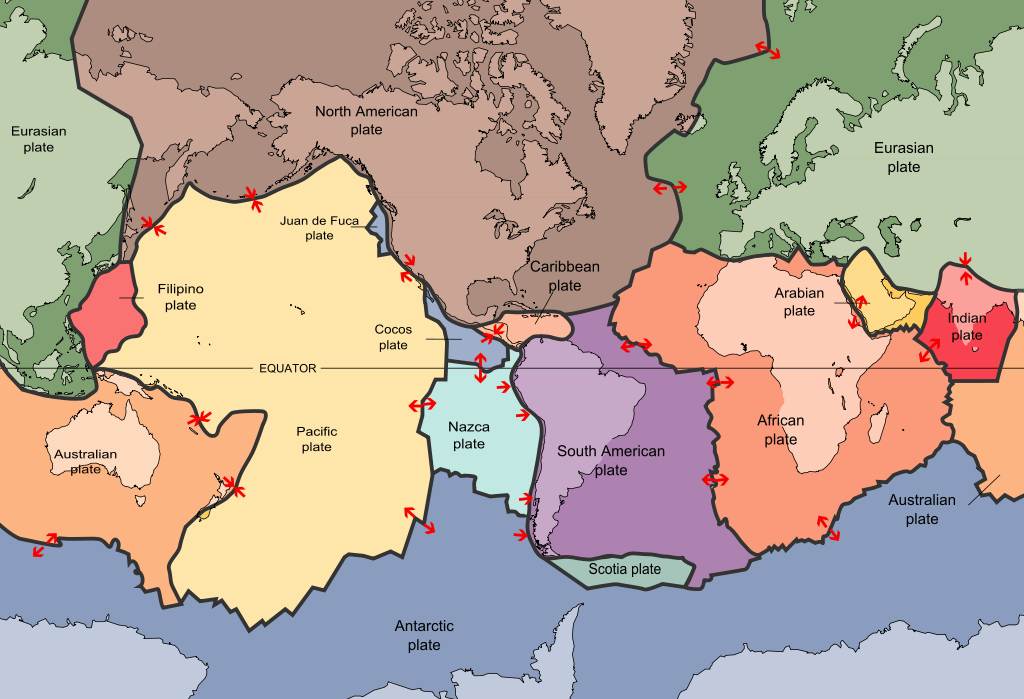 North American
plate
Eurasian
plate
Eurasian
plate
Juan de Fuca
plate
Caribbean
plate
Filipino
plate
Arabian
plate
Indian
plate
Cocos
plate
EQUATOR
Nazca
plate
African
plate
Pacific
plate
Australian
plate
South American
plate
Australian
plate
Scotia plate
Antarctic
plate